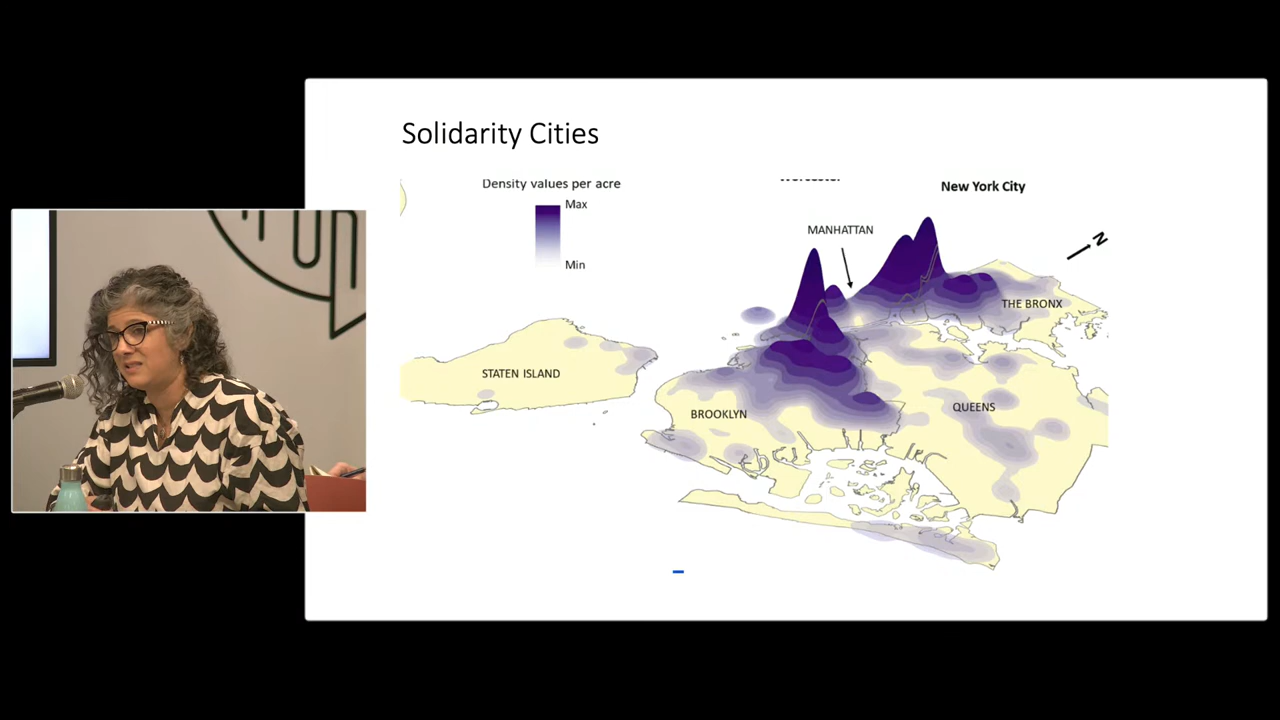 Solidarity Cities
Density values per acre
Max
Min
New York City
MANHATTAN
N
THE BRONX
STATEN ISLAND
BROOKLYN
QUEENS